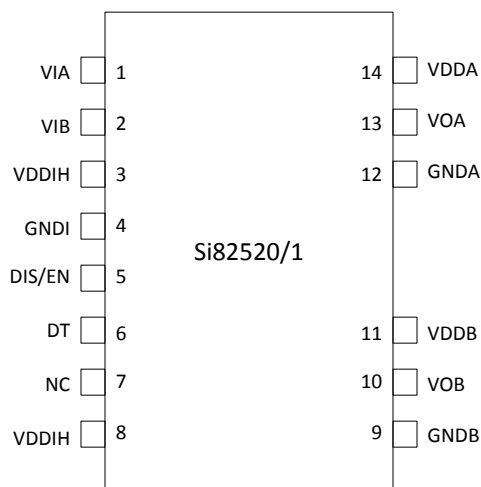 VIA 1 14 VDDA
VIB 2 13 VOA
VDDIH 3 12 GNDA
GNDI 4
Si82520/1
DIS/EN 5
DT 6 11 VDDB
NC 7 10 VOB
VDDIH 8 9 GNDB